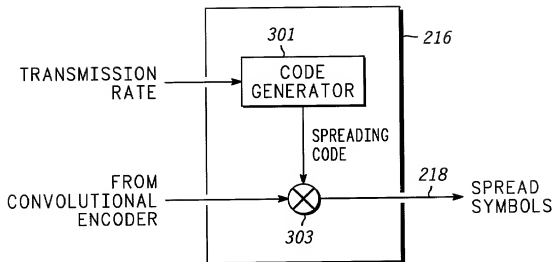 301
216
CODE
GENERATOR
TRANSMISSION
RATE
SPREADING
CODE
FROM
CONVOLUTIONAL
ENCODER
218
SPREAD
SYMBOLS
303